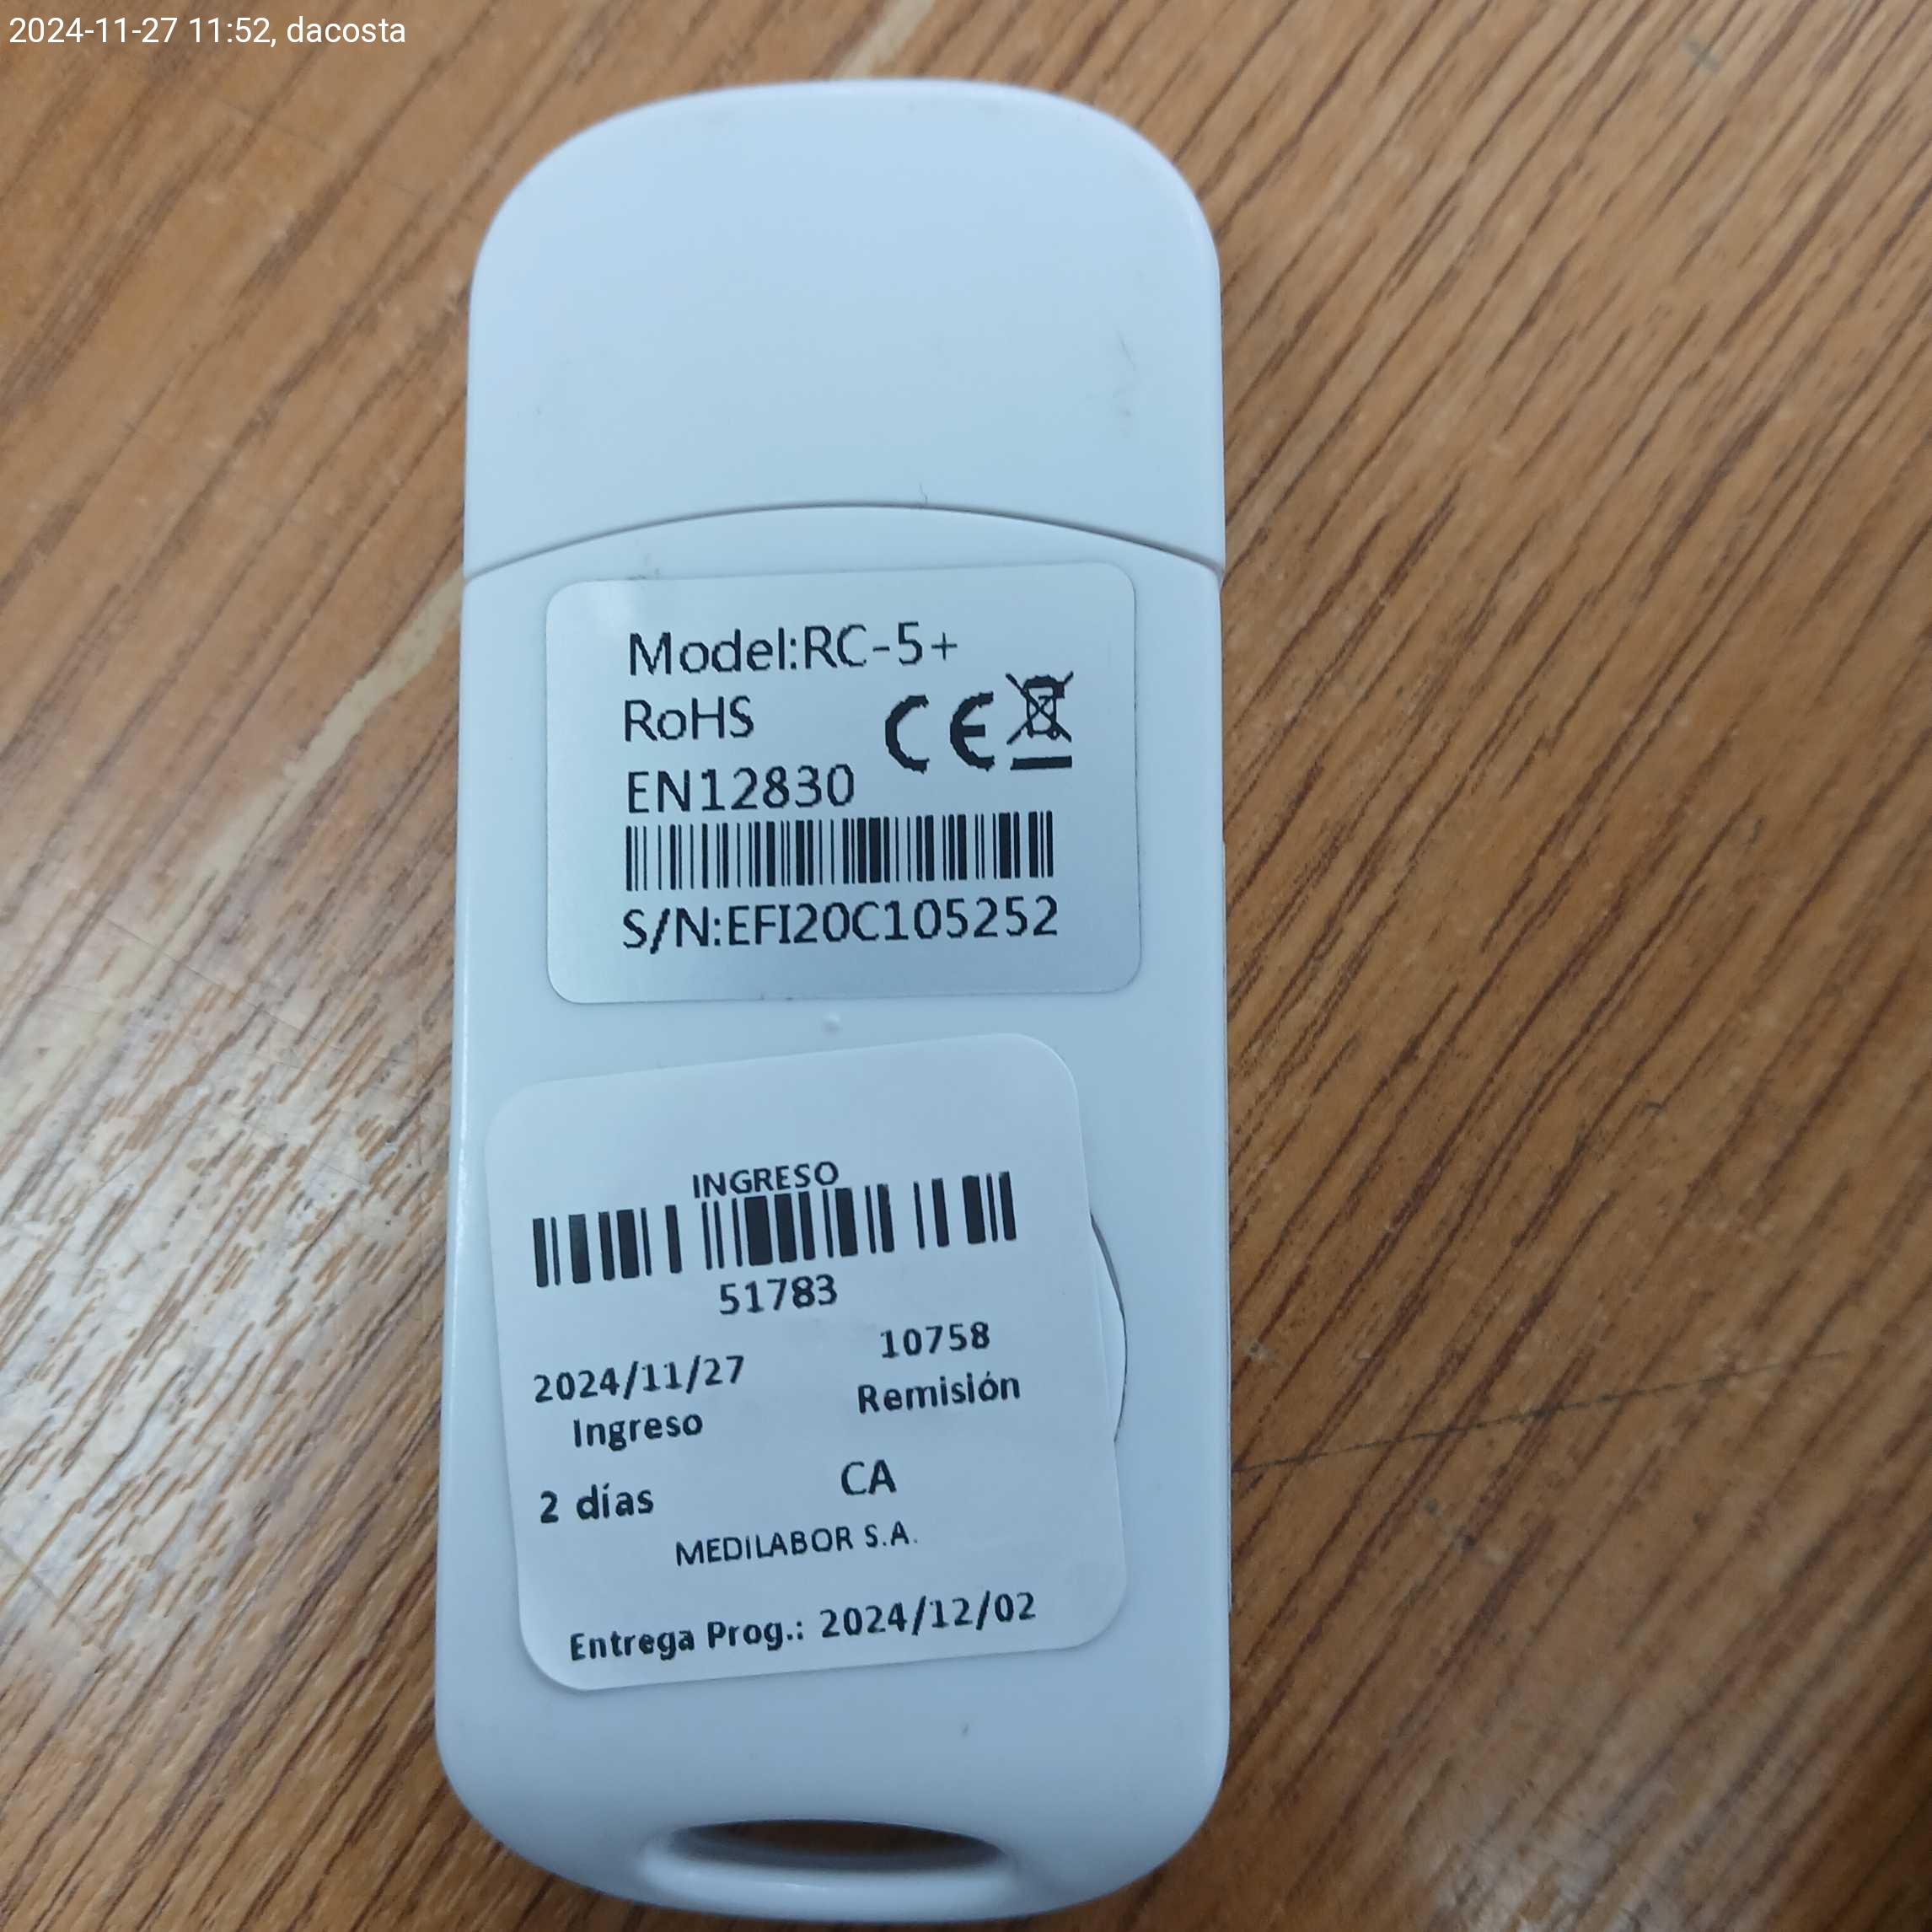 2024-11-27 11:52, dacosta
Model:RC-5+
RoHS
CE
EN12830
S/N:EFI20C105252
INGRESO
51783
2024/11/27 10758
Ingreso Remisión
2 días CA
MEDILABOR S.A.
Entrega Prog.: 2024/12/02